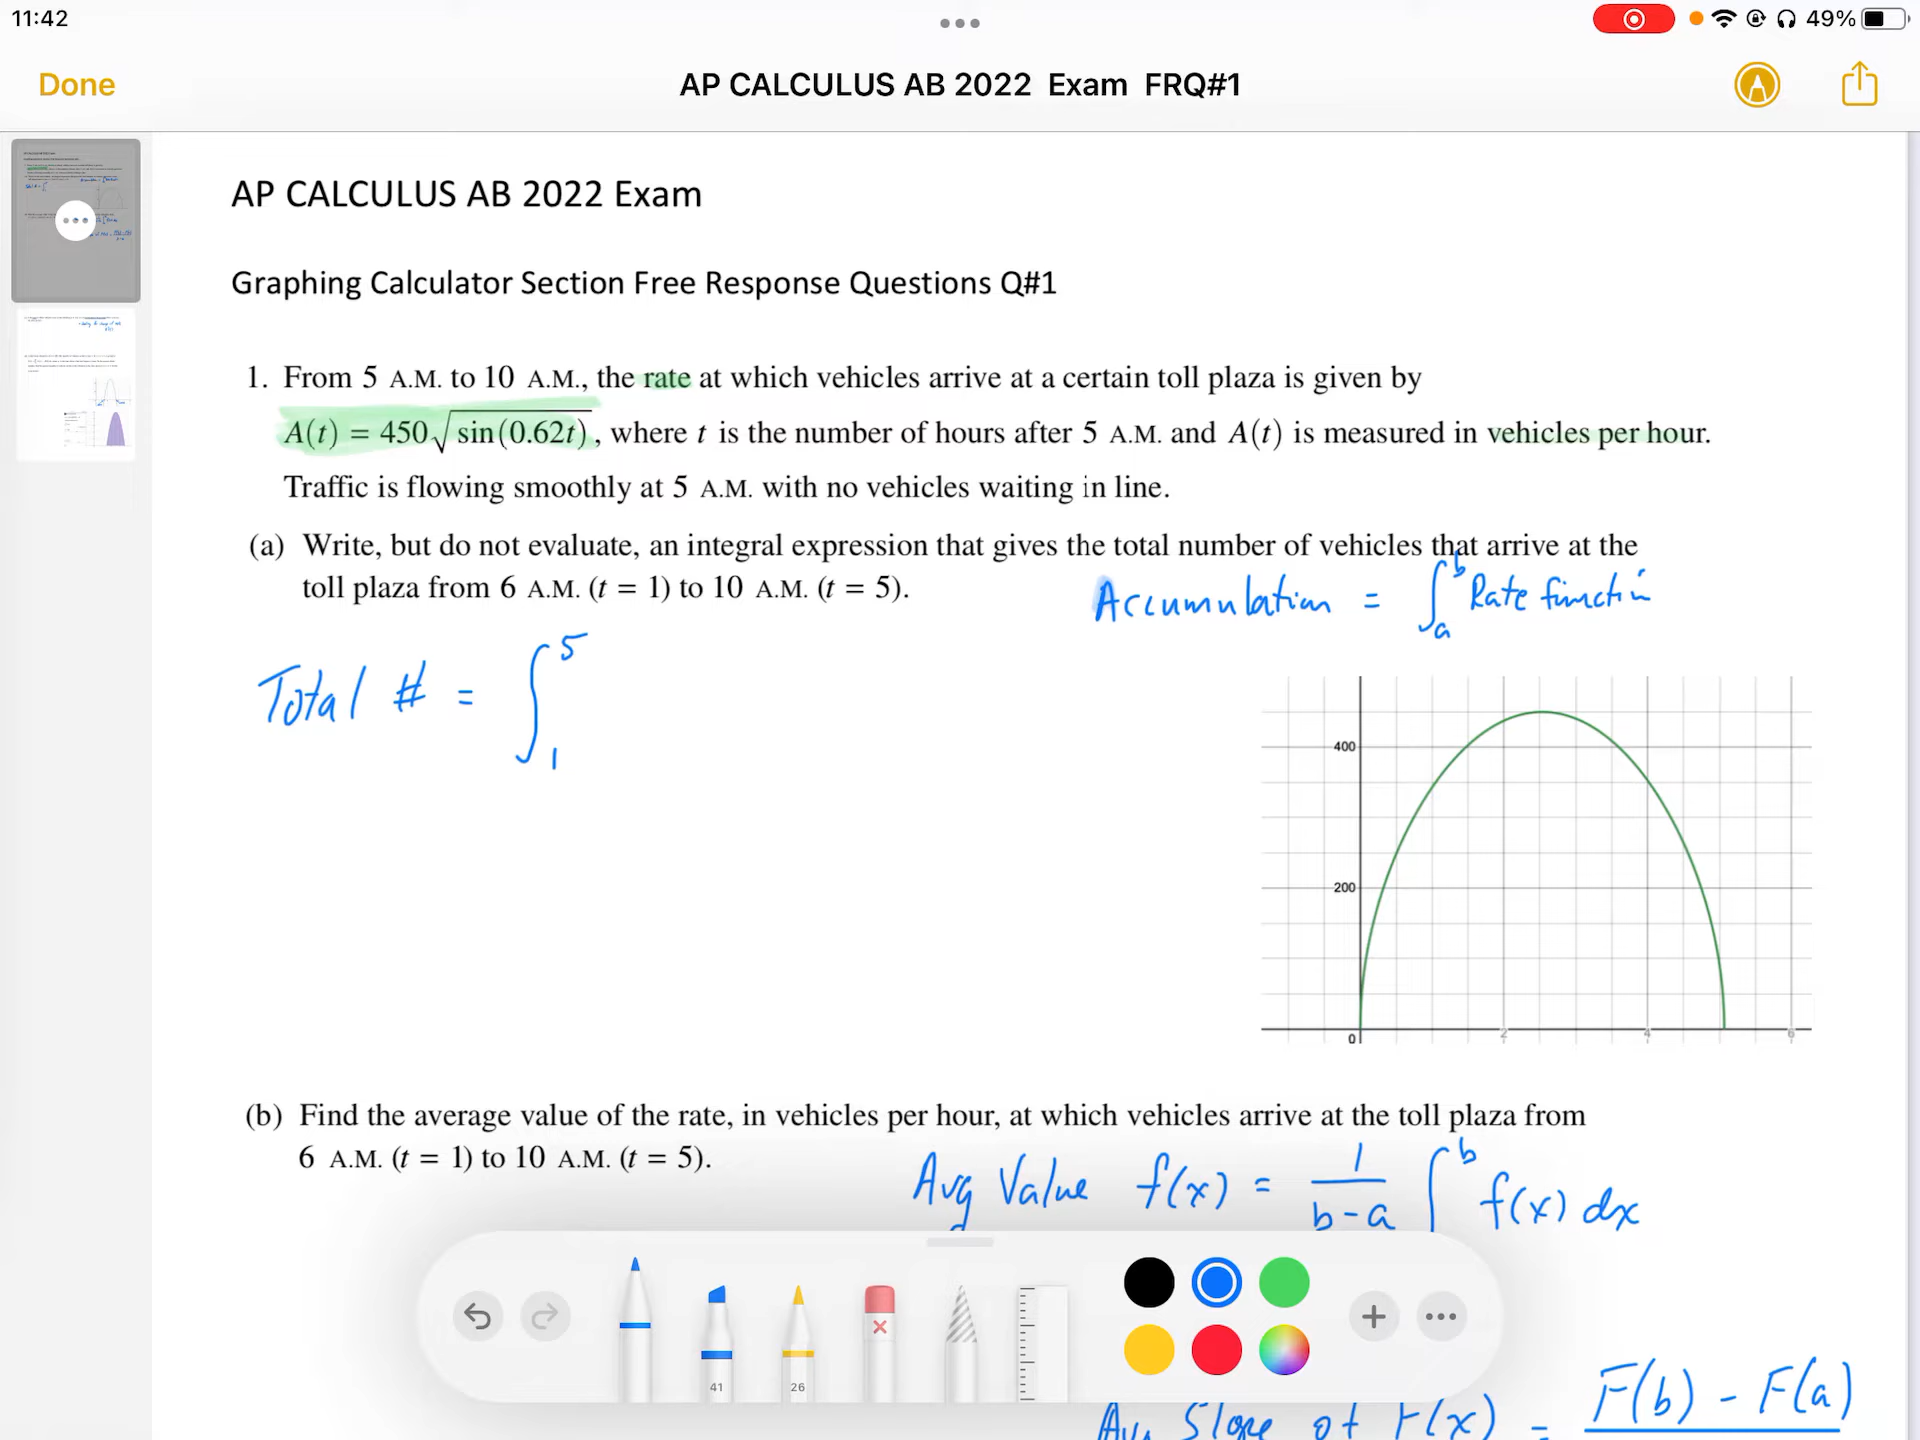 11:42
49%
Done
AP CALCULUS AB 2022 Exam FRQ#1
AP CALCULUS AB 2022 Exam
Graphing Calculator Section Free Response Questions Q#1
1. From 5 A.M. to 10 A.M., the rate at which vehicles arrive at a certain toll plaza is given by
A(t) = 450√sin(0.62t), where t is the number of hours after 5 A.M. and A(t) is measured in vehicles per hour.
Traffic is flowing smoothly at 5 A.M. with no vehicles waiting in line.
(a) Write, but do not evaluate, an integral expression that gives the total number of vehicles that arrive at the
toll plaza from 6 A.M. (t = 1) to 10 A.M. (t = 5).
Accumulation = ∫_a^b Rate functin
Total # = ∫_1^5
400
200
0 2 4 6
(b) Find the average value of the rate, in vehicles per hour, at which vehicles arrive at the toll plaza from
6 A.M. (t = 1) to 10 A.M. (t = 5).
Avg Value f(x) = 1/(b-a) ∫^b f(x) dx
41
26
F(b) - F(a)
Slope of F(x) =